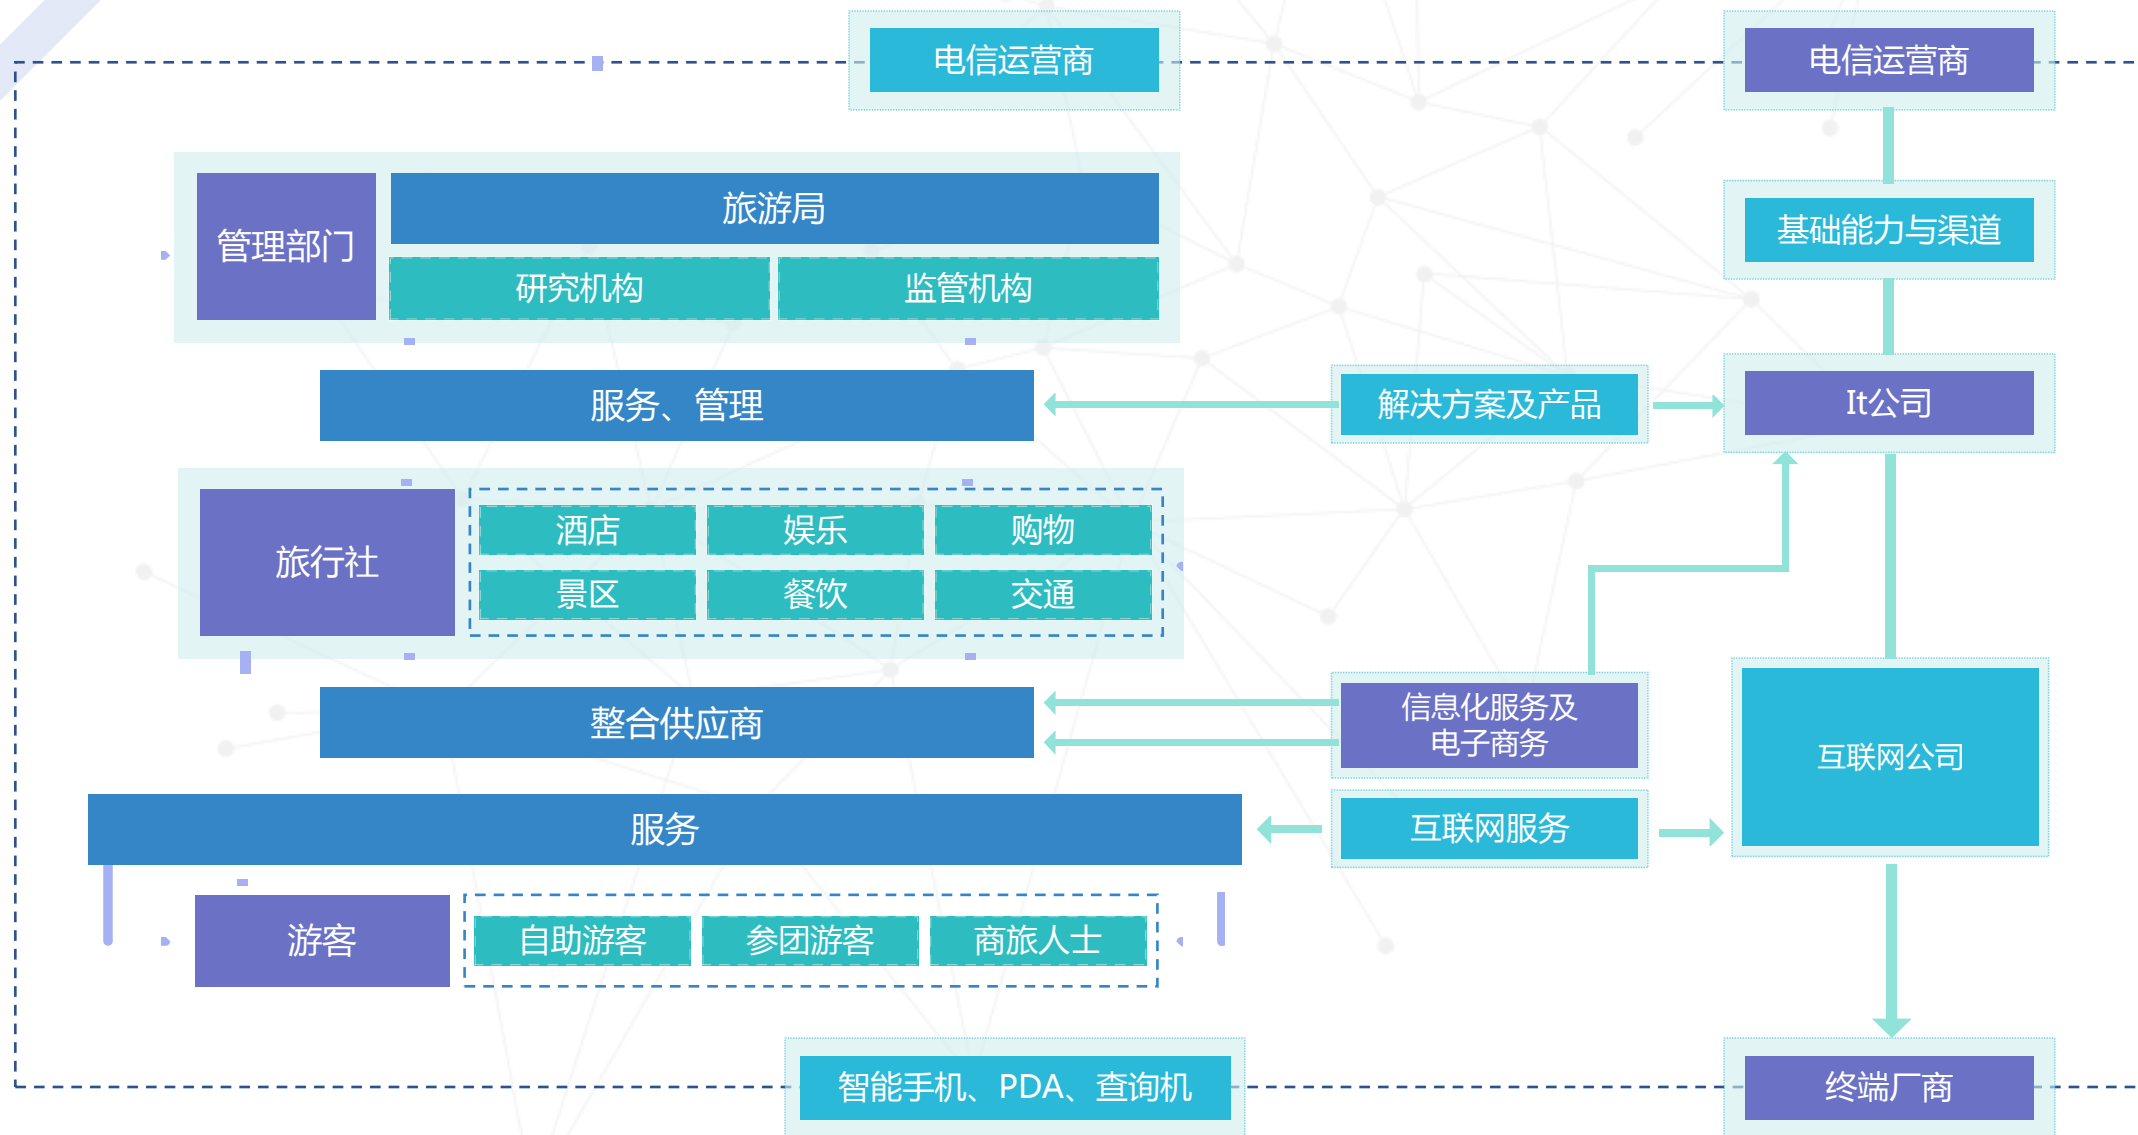 电信运营商
电信运营商
管理部门
旅游局
研究机构
监管机构
基础能力与渠道
服务、管理
解决方案及产品
It公司
旅行社
酒店
娱乐
购物
景区
餐饮
交通
整合供应商
信息化服务及
电子商务
互联网公司
服务
互联网服务
游客
自助游客
参团游客
商旅人士
智能手机、PDA、查询机
终端厂商